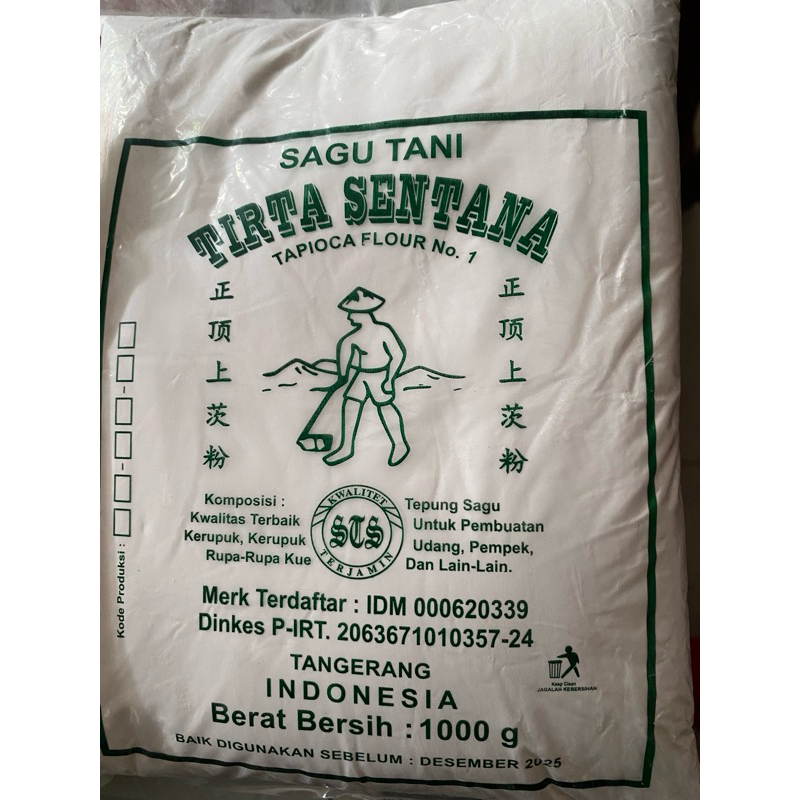 SAGU TANI
TIRTA SENTANA
TAPIOCA FLOUR No. 1
正顶上茨粉
正顶上茨粉
Komposisi : Tepung Sagu
Kwalitas Terbaik Untuk Pembuatan
Kerupuk, Kerupuk Udang, Pempek,
Rupa-Rupa Kue Dan Lain-Lain.
KWALITET
STS
TERJAMIN
Merk Terdaftar : IDM 000620339
Dinkes P-IRT. 2063671010357-24
TANGERANG
INDONESIA
Berat Bersih : 1000 g
BAIK DIGUNAKAN SEBELUM : DESEMBER 2025
Kode Produksi :
Keep Clean
JAGALAH KEBERSIHAN